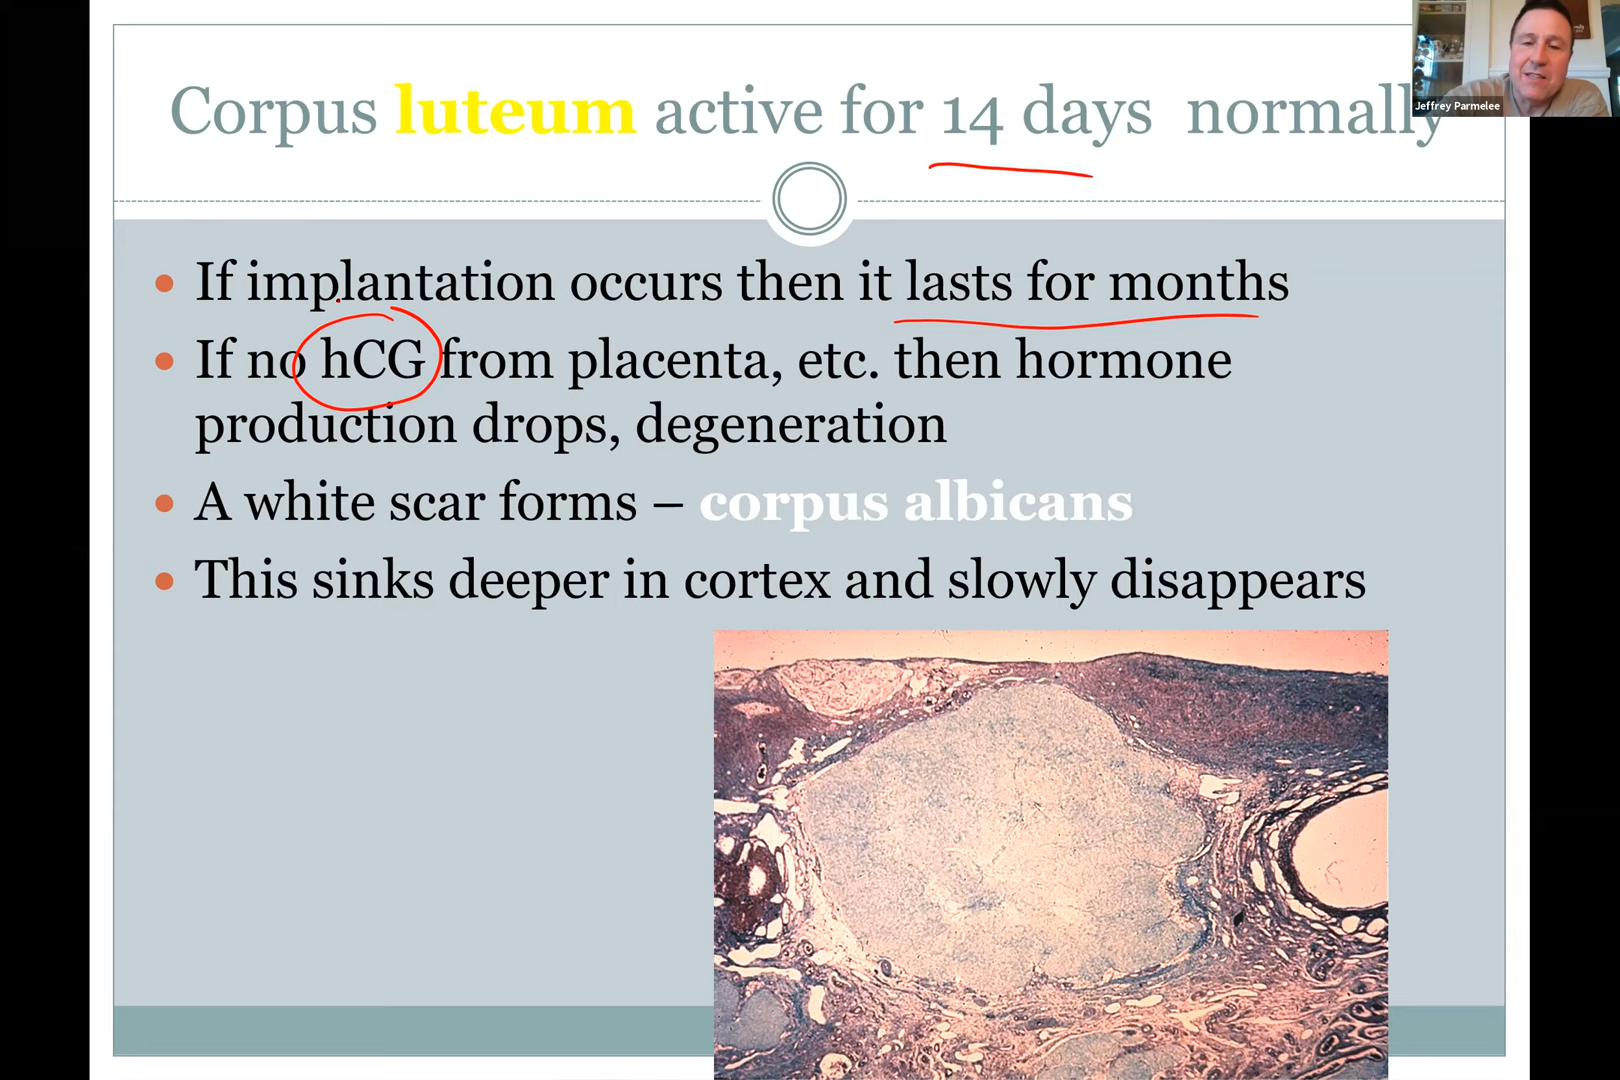 Corpus luteum active for 14 days normally
Jeffrey Parmelee
• If implantation occurs then it lasts for months
• If no hCG from placenta, etc. then hormone
production drops, degeneration
• A white scar forms – corpus albicans
• This sinks deeper in cortex and slowly disappears